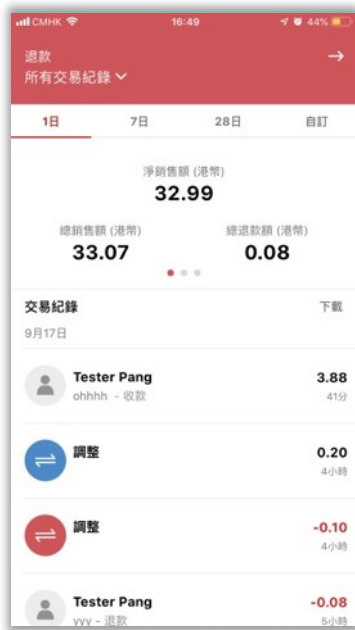 CMHK 16:49 44%
退款
所有交易紀錄
1日 7日 28日 自訂
淨銷售額 (港幣)
32.99
總銷售額 (港幣) 總退款額 (港幣)
33.07 0.08
交易紀錄 下載
9月17日
Tester Pang 3.88
ohhhh - 收款 41分
調整 0.20
4小時
調整 -0.10
4小時
Tester Pang -0.08
yyy - 退款 5小時